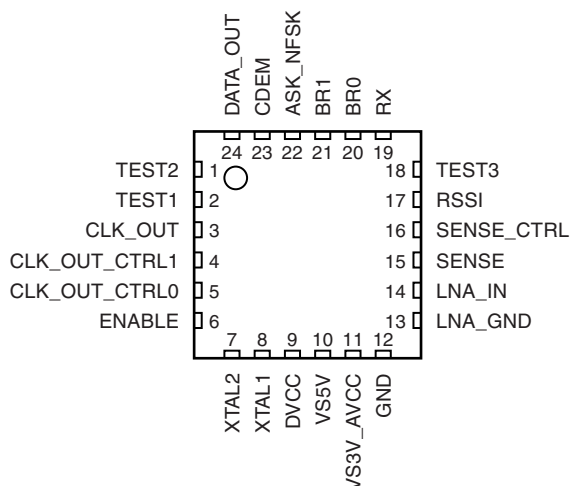 DATA_OUT
CDEM
ASK_NFSK
BR1
BR0
RX
24 23 22 21 20 19
TEST2 1 18 TEST3
TEST1 2 17 RSSI
CLK_OUT 3 16 SENSE_CTRL
CLK_OUT_CTRL1 4 15 SENSE
CLK_OUT_CTRL0 5 14 LNA_IN
ENABLE 6 13 LNA_GND
7 8 9 10 11 12
XTAL2
XTAL1
DVCC
VS5V
VS3V_AVCC
GND